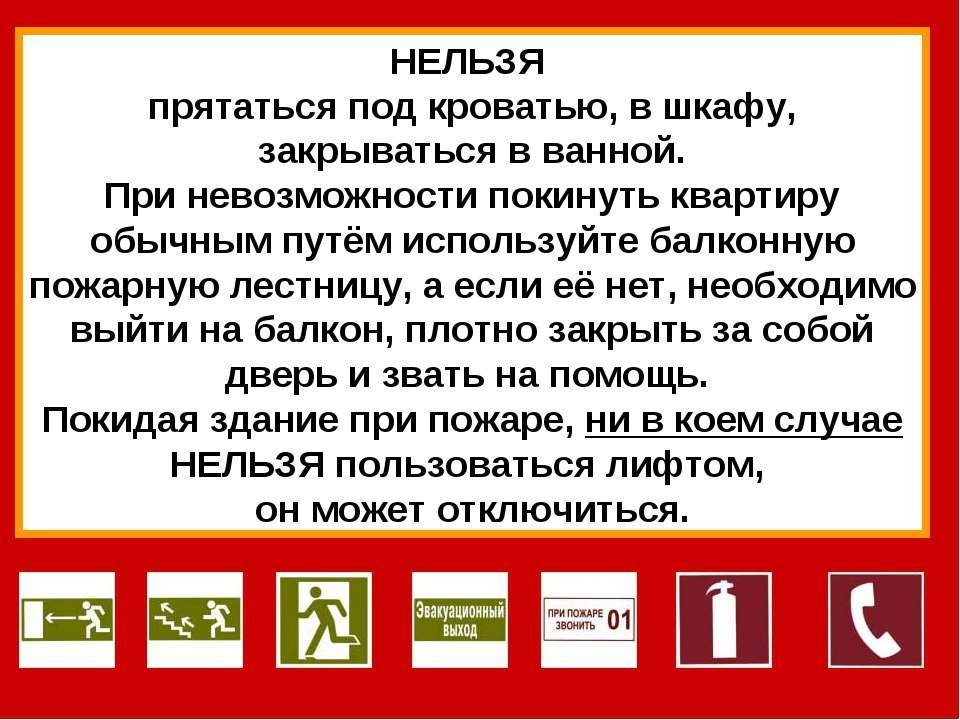 НЕЛЬЗЯ
прятаться под кроватью, в шкафу,
закрываться в ванной.
При невозможности покинуть квартиру
обычным путём используйте балконную
пожарную лестницу, а если её нет, необходимо
выйти на балкон, плотно закрыть за собой
дверь и звать на помощь.
Покидая здание при пожаре, ни в коем случае
НЕЛЬЗЯ пользоваться лифтом,
он может отключиться.
Эвакуационный
выход
ПРИ ПОЖАРЕ
ЗВОНИТЬ 01